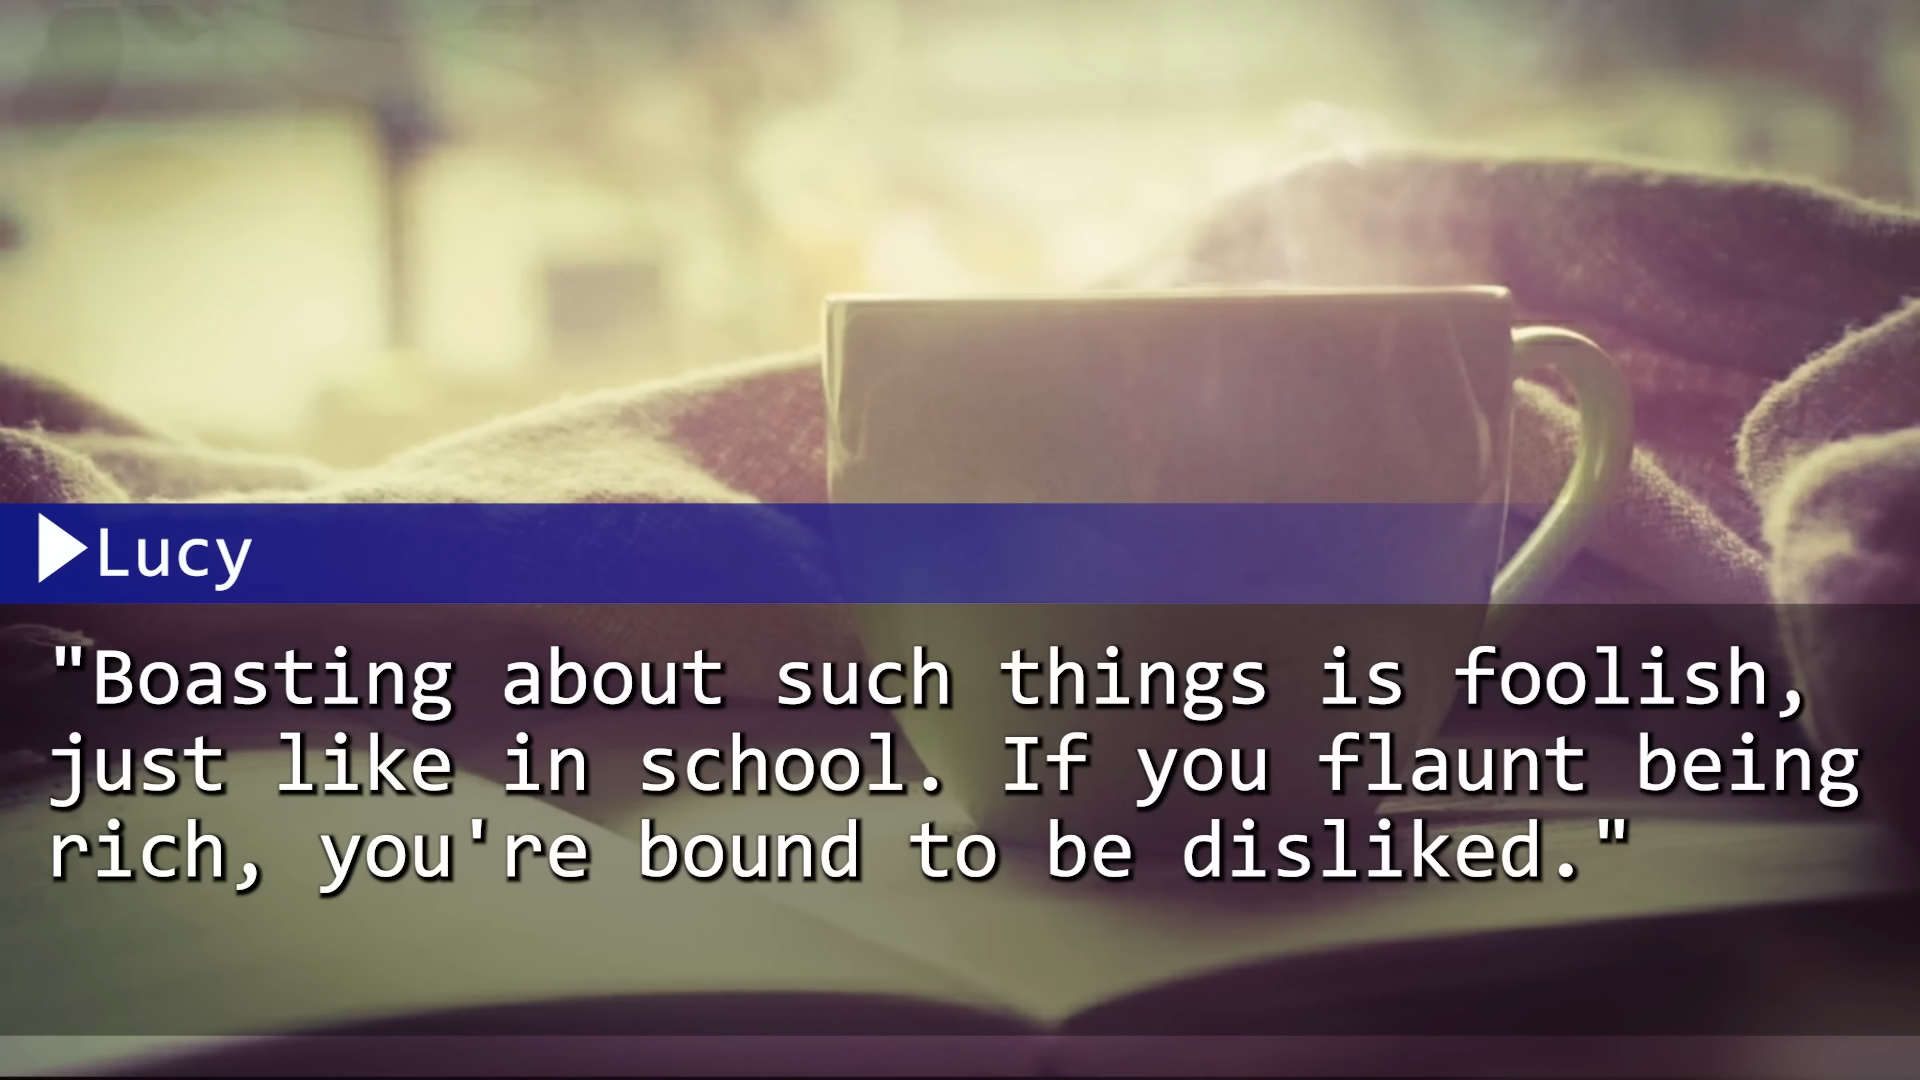 Lucy
"Boasting about such things is foolish,
just like in school. If you flaunt being
rich, you're bound to be disliked."